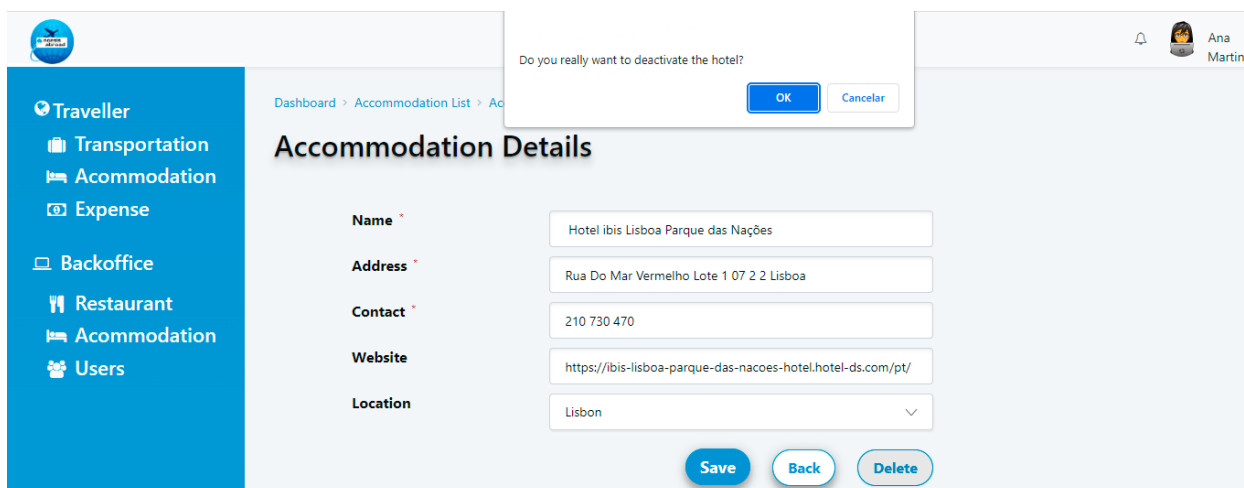 noesis
abroad
Do you really want to deactivate the hotel?
OK
Cancelar
Ana
Martin
Traveller
Transportation
Acommodation
Expense
Backoffice
Restaurant
Acommodation
Users
Dashboard > Accommodation List > Ac
Accommodation Details
Name *
Hotel ibis Lisboa Parque das Nações
Address *
Rua Do Mar Vermelho Lote 1 07 2 2 Lisboa
Contact *
210 730 470
Website
https://ibis-lisboa-parque-das-nacoes-hotel.hotel-ds.com/pt/
Location
Lisbon
Save
Back
Delete